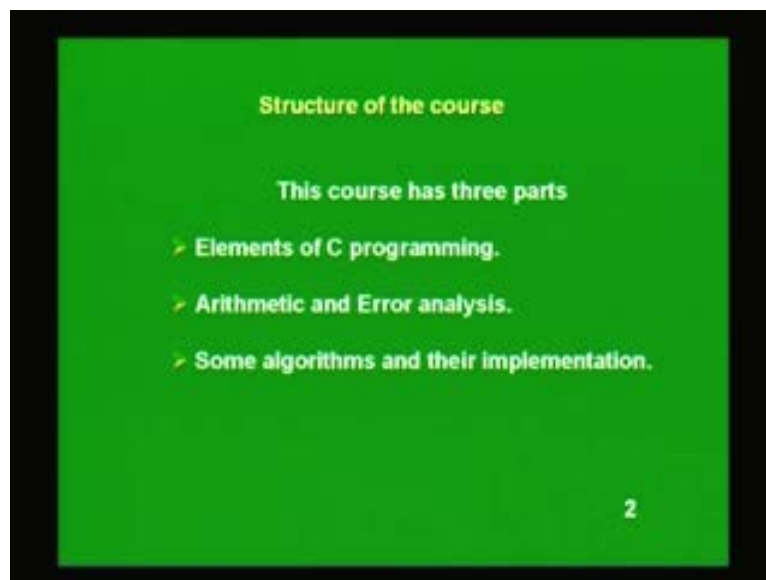 Structure of the course
This course has three parts
Elements of C programming.
Arithmetic and Error analysis.
Some algorithms and their implementation.
2